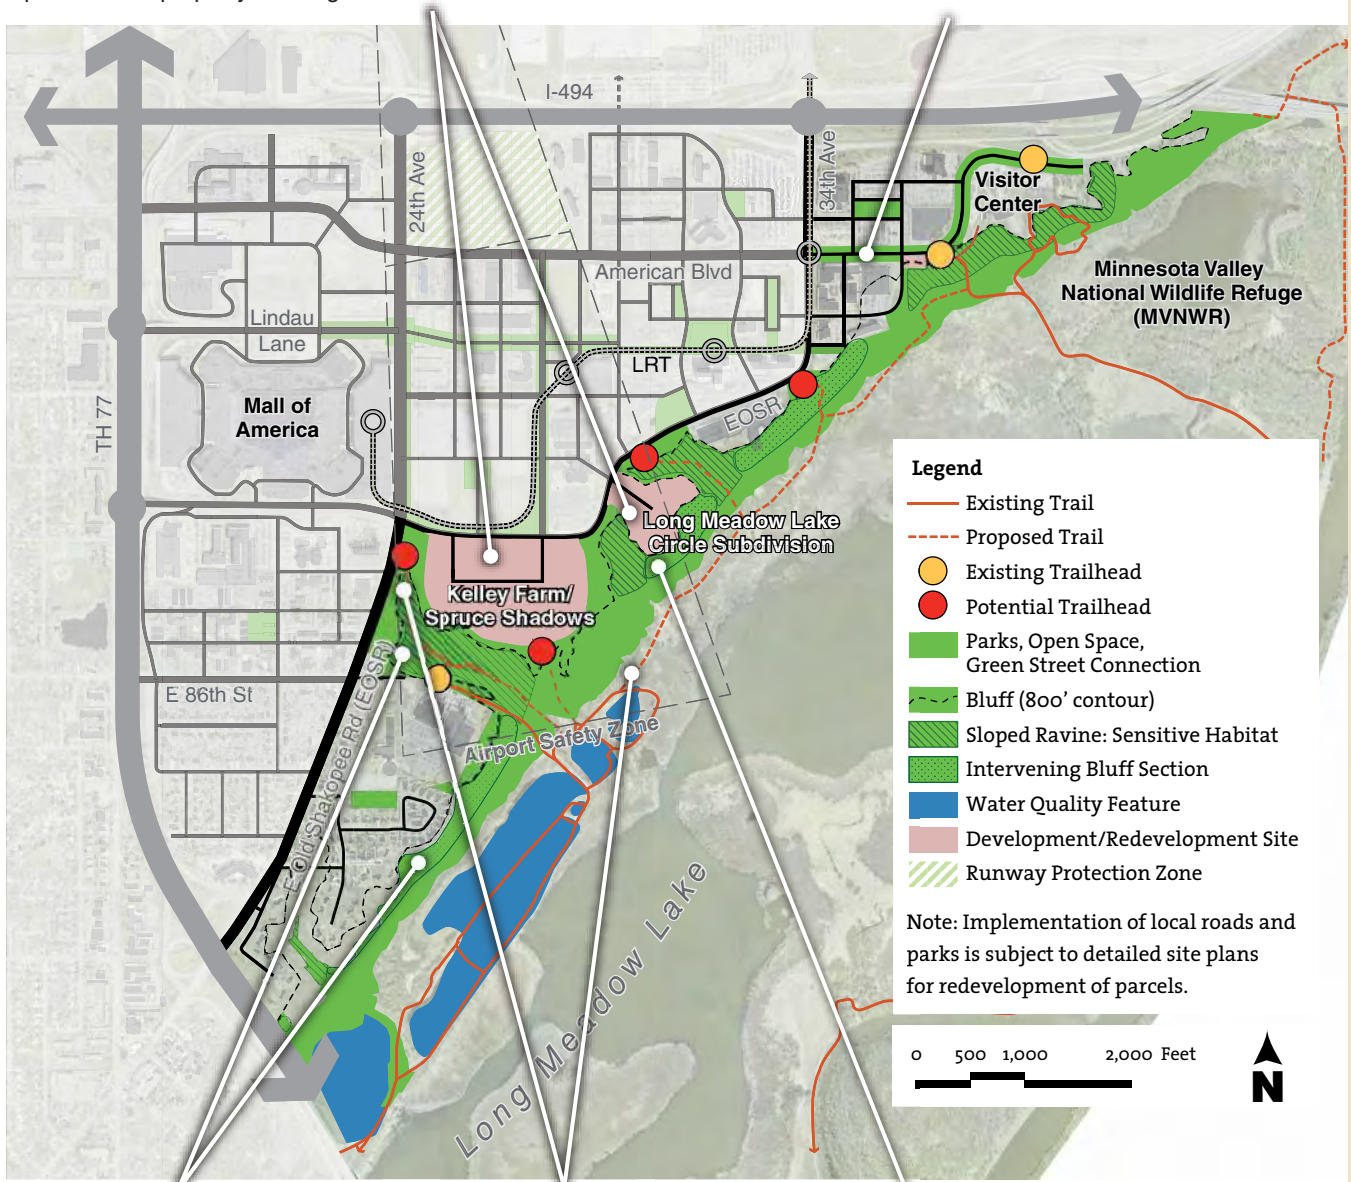 I-494
24th Ave
34th Ave
Visitor
Center
American Blvd
Minnesota Valley
National Wildlife Refuge
(MVNWR)
Lindau
Lane
LRT
TH 77
Mall of
America
EOSR
Long Meadow Lake
Circle Subdivision
Kelley Farm/
Spruce Shadows
E 86th St
E Old Shakopee Rd (EOSR)
Airport Safety Zone
Long Meadow Lake
Legend
Existing Trail
Proposed Trail
Existing Trailhead
Potential Trailhead
Parks, Open Space,
Green Street Connection
Bluff (800' contour)
Sloped Ravine: Sensitive Habitat
Intervening Bluff Section
Water Quality Feature
Development/Redevelopment Site
Runway Protection Zone
Note: Implementation of local roads and
parks is subject to detailed site plans
for redevelopment of parcels.
0 500 1,000 2,000 Feet
N